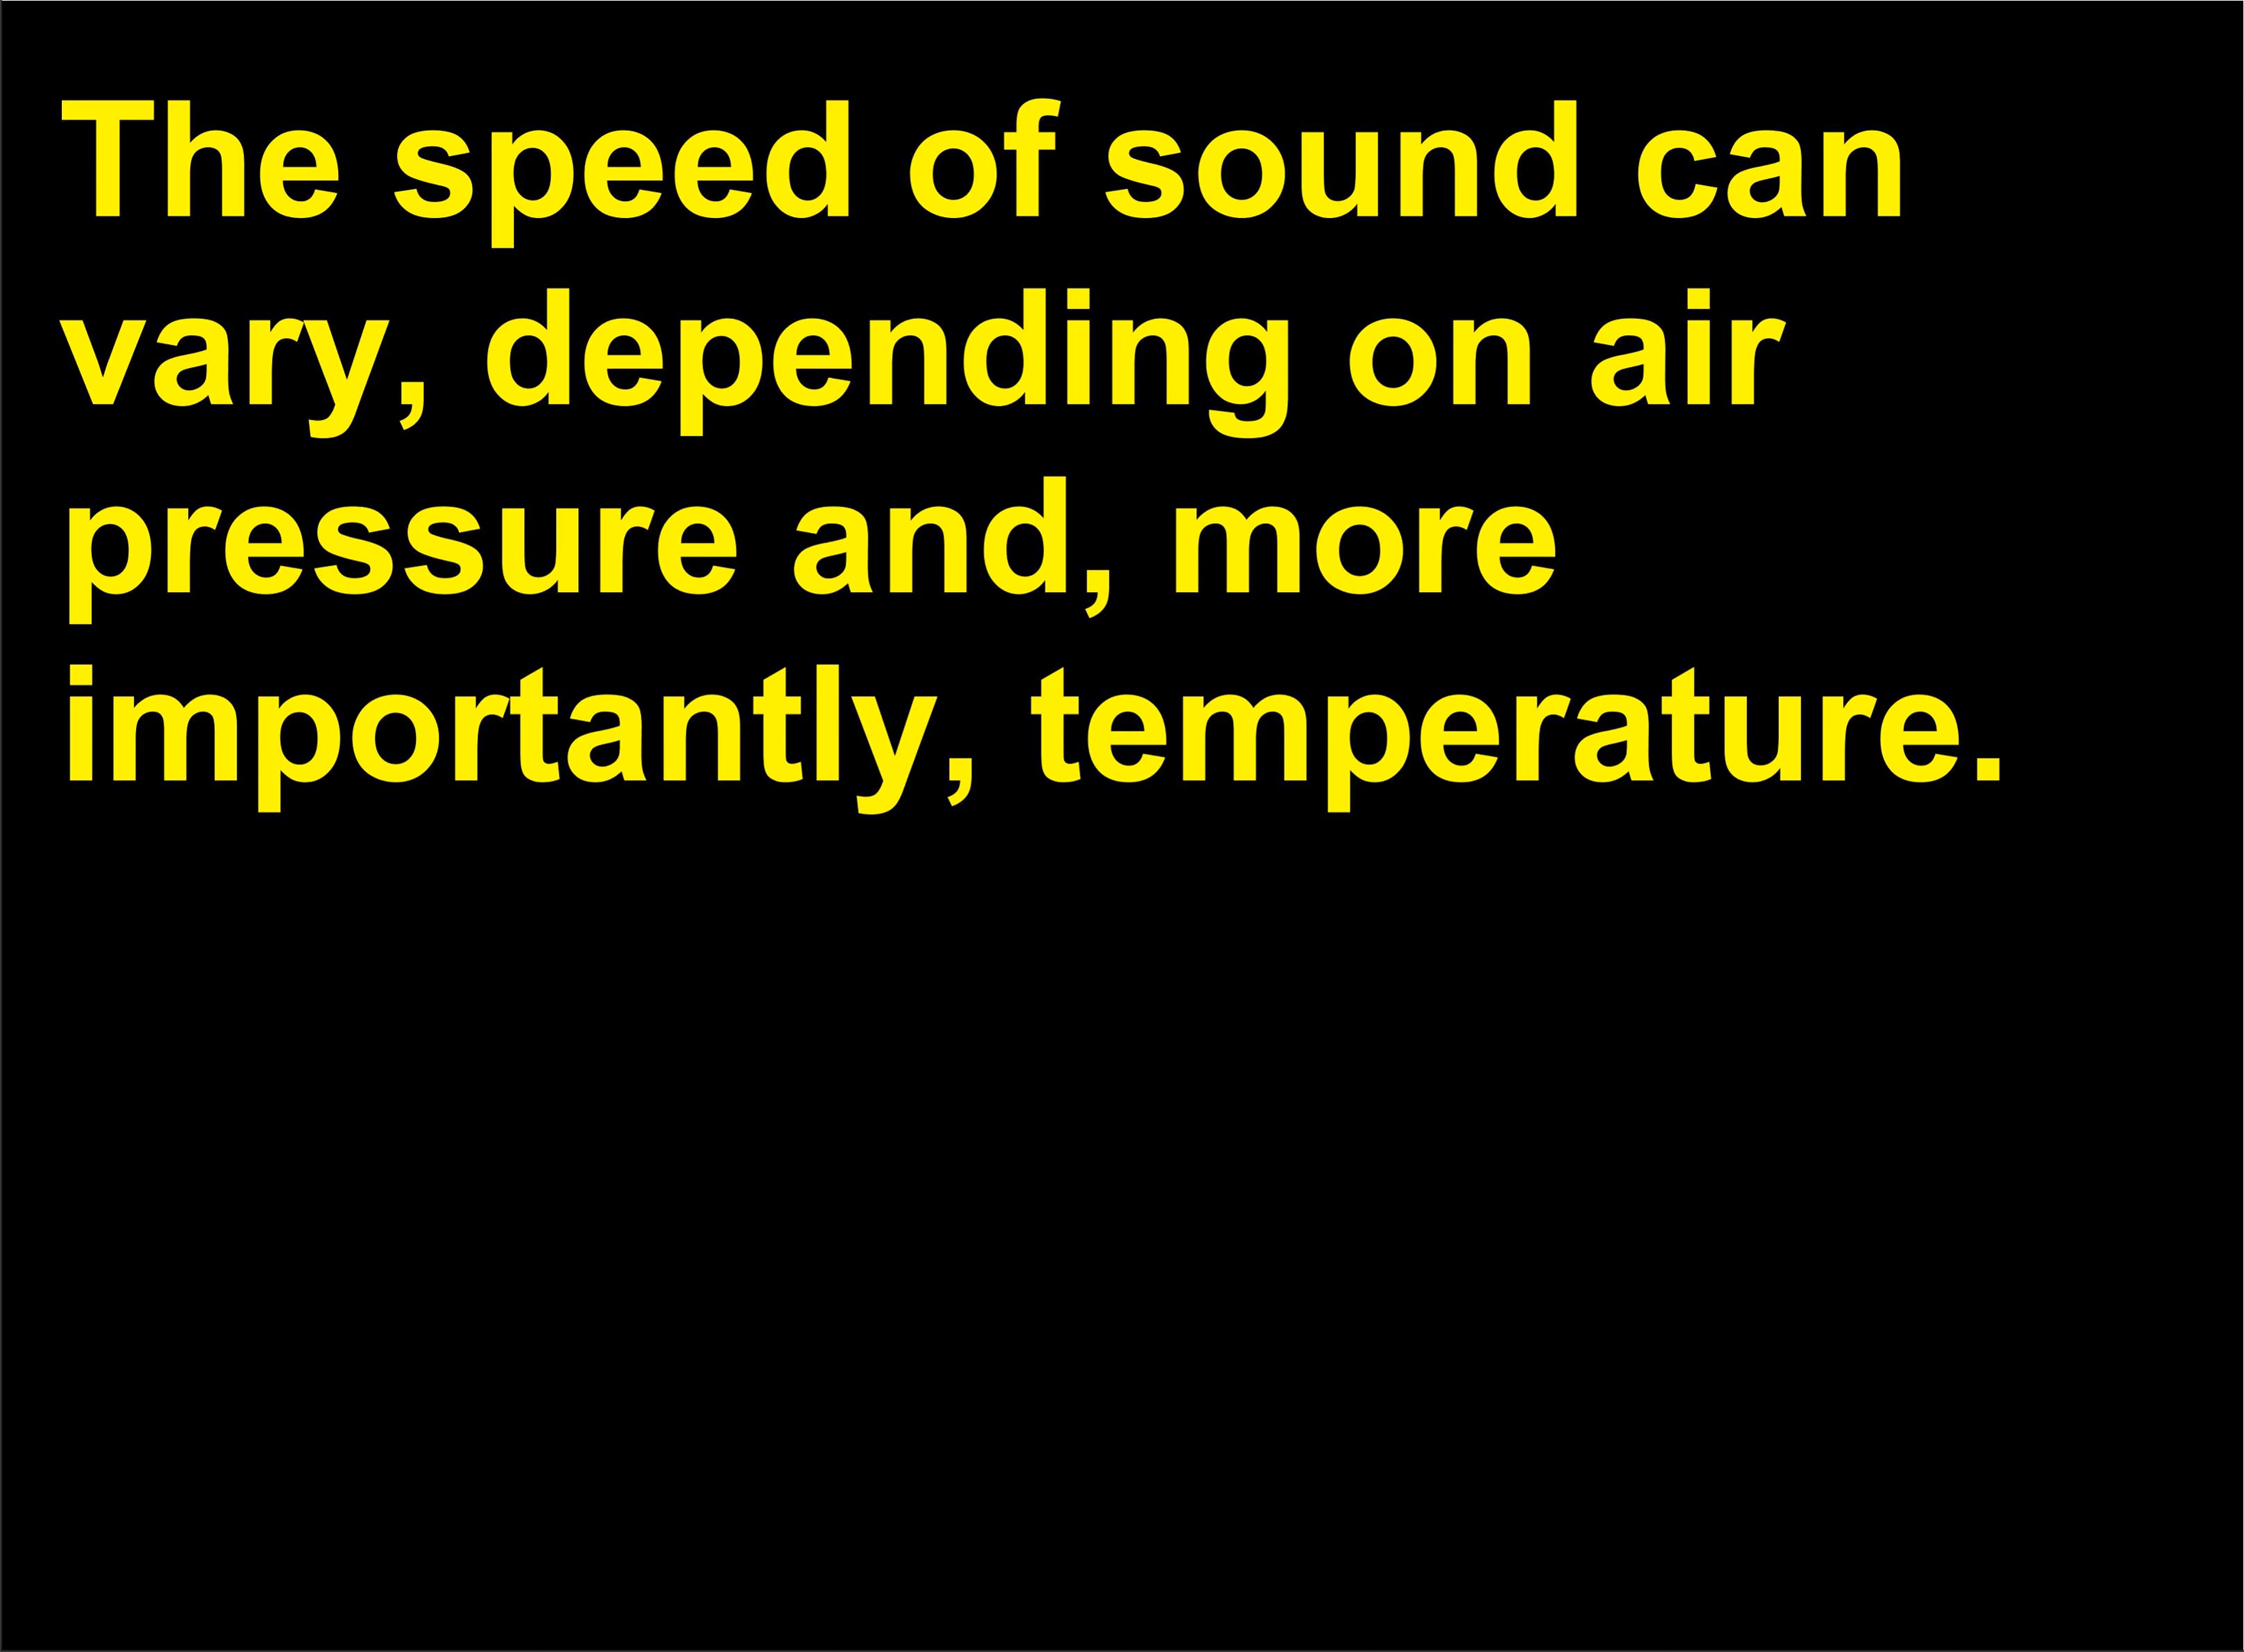 The speed of sound can
vary, depending on air
pressure and, more
importantly, temperature.